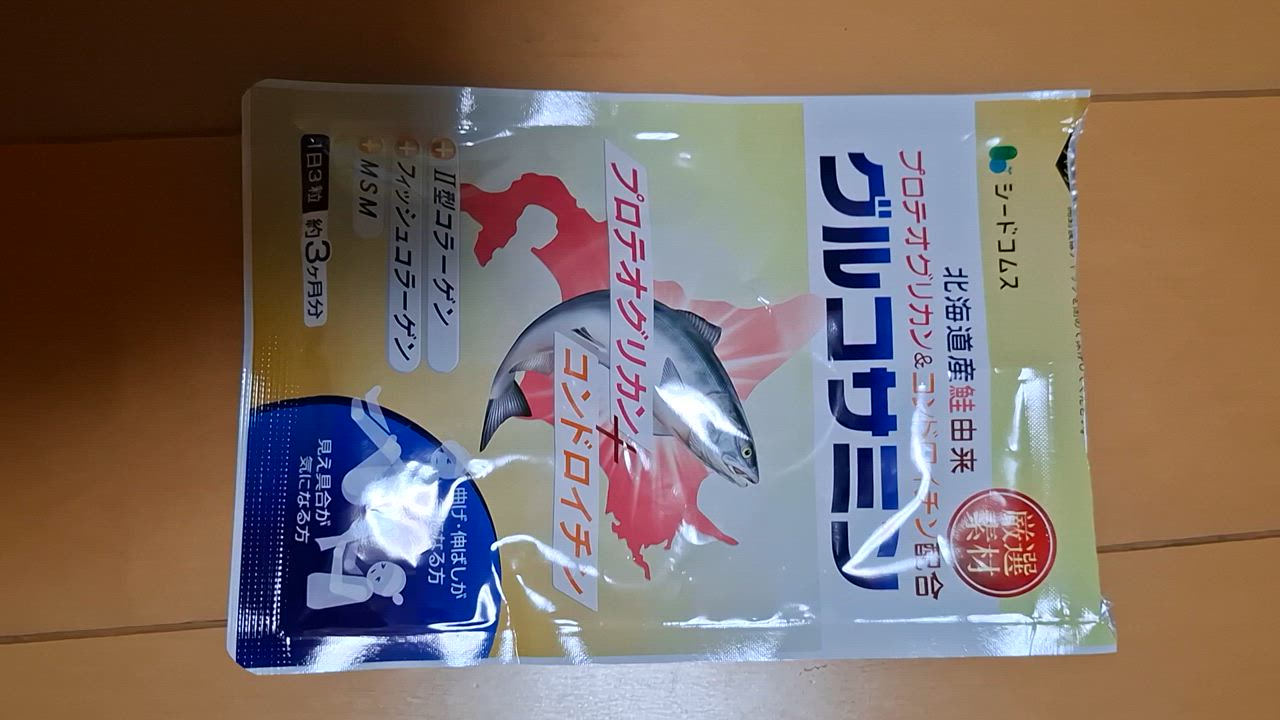 シードコムス
北海道産鮭由来
プロテオグリカン&コンドロイチン配合
グルコサミン
厳選
素材
プロテオグリカン
+
コンドロイチン
+ II型コラーゲン
+ フィッシュコラーゲン
+ MSM
1日3粒 約3ヶ月分
曲げ・伸ばしが
なる方
見え具合が
気になる方